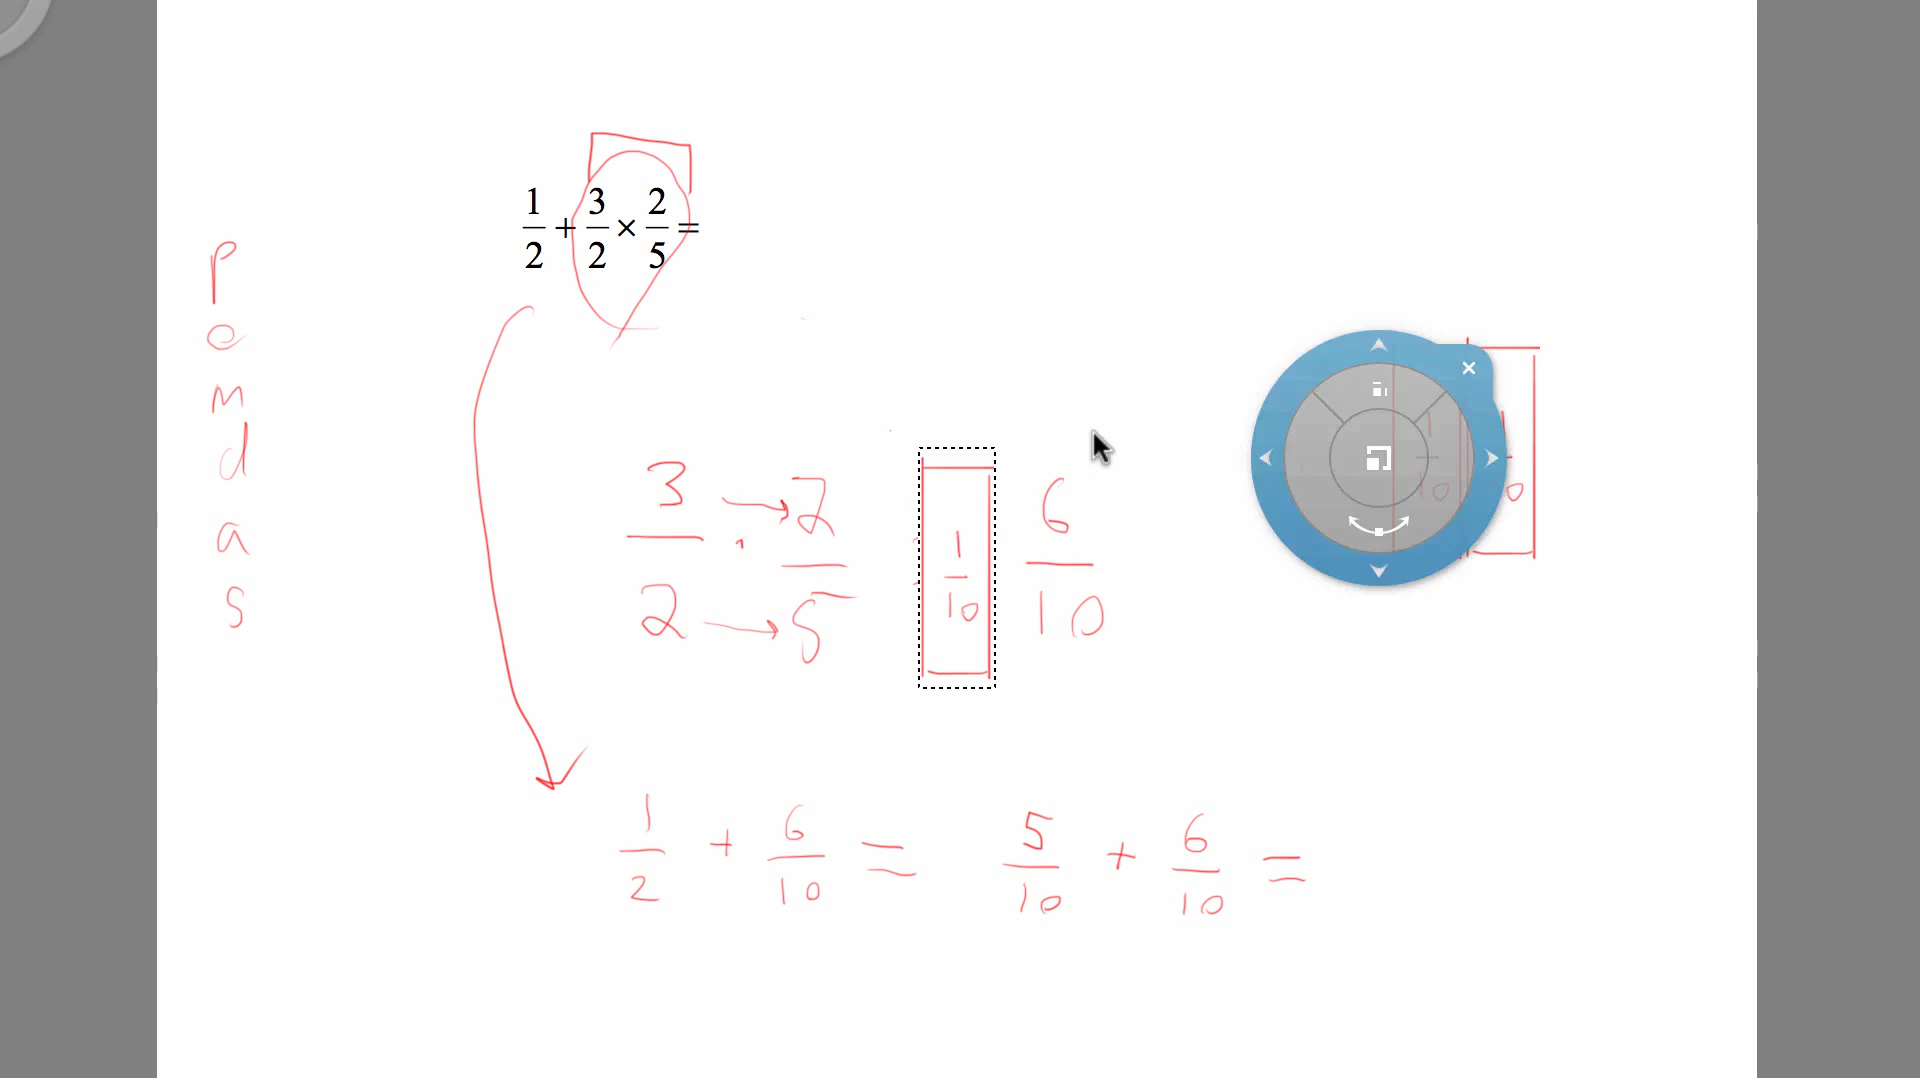 1/2 + 3/2 × 2/5 =
P
e
m
d
a
s
3/2 · 2/5
1/10
6/10
1/2 + 6/10 = 5/10 + 6/10 =